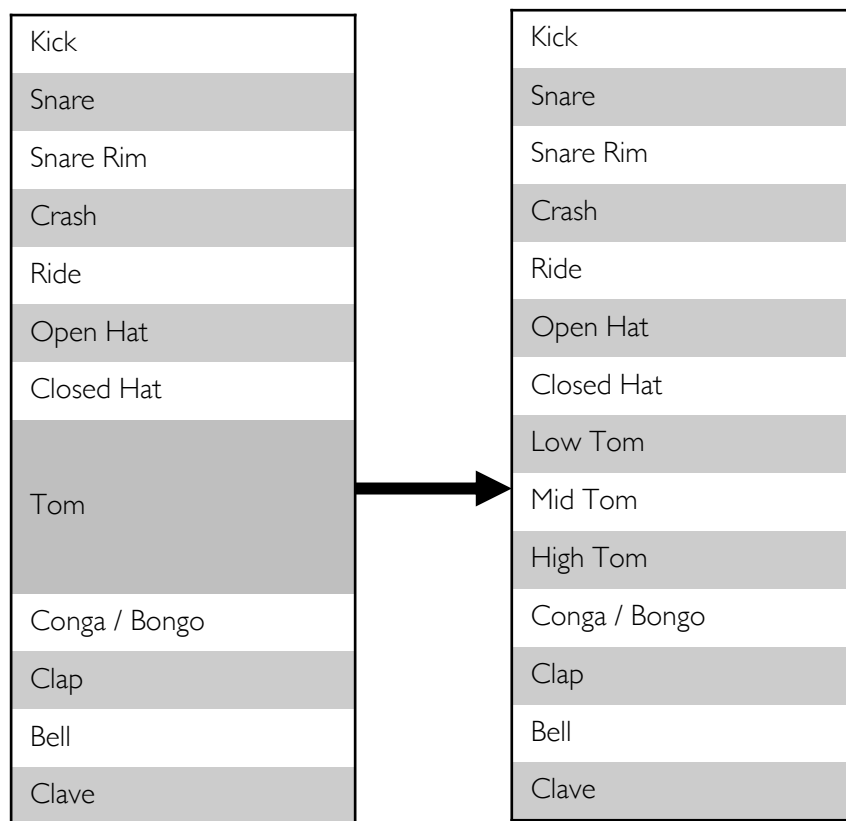 Kick
Snare
Snare Rim
Crash
Ride
Open Hat
Closed Hat
Tom
Conga / Bongo
Clap
Bell
Clave
Kick
Snare
Snare Rim
Crash
Ride
Open Hat
Closed Hat
Low Tom
Mid Tom
High Tom
Conga / Bongo
Clap
Bell
Clave